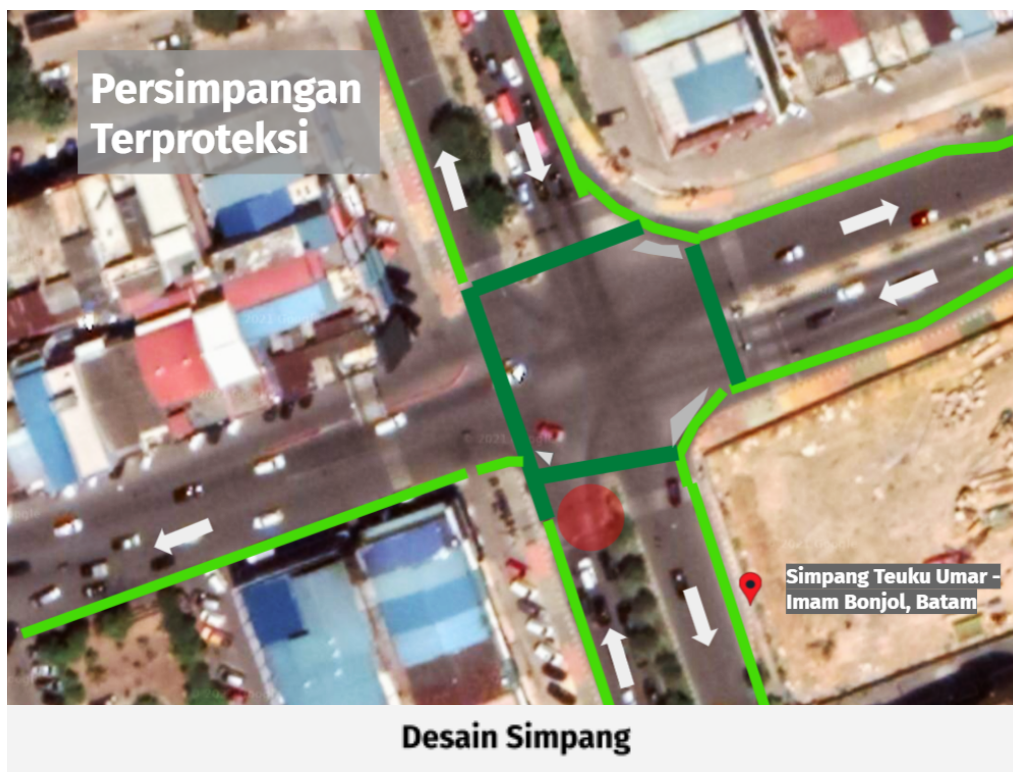 Persimpangan
Terproteksi
Simpang Teuku Umar -
Imam Bonjol, Batam
Desain Simpang